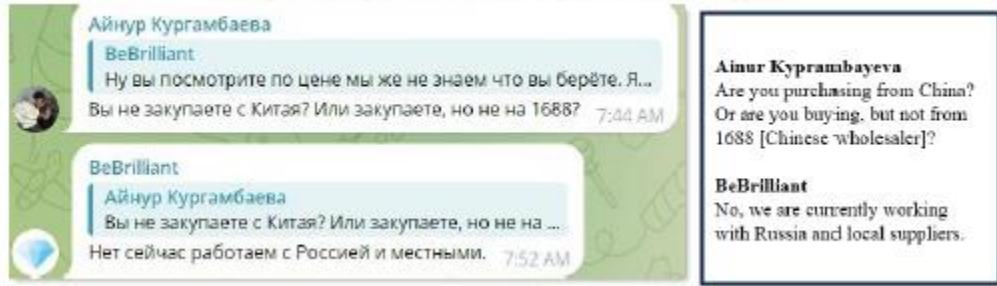 Айнур Кургамбаева
BeBrilliant
Ну вы посмотрите по цене мы же не знаем что вы берёте. Я...
Вы не закупаете с Китая? Или закупаете, но не на 1688? 7:44 AM
BeBrilliant
Айнур Кургамбаева
Вы не закупаете с Китая? Или закупаете, но не на ...
Нет сейчас работаем с Россией и местными. 7:52 AM
Ainur Kyprambayeva
Are you purchasing from China?
Or are you buying, but not from
1688 [Chinese wholesaler]?
BeBrilliant
No, we are currently working
with Russia and local suppliers.